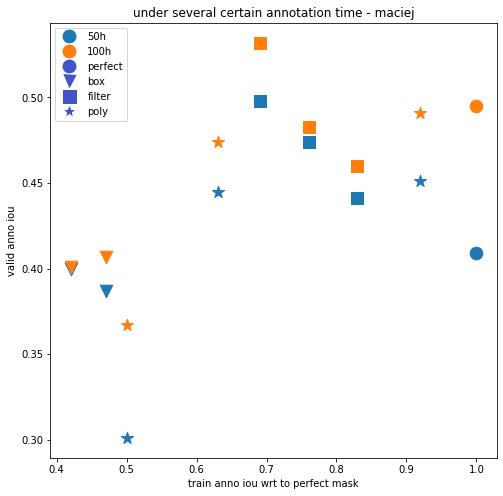 under several certain annotation time - maciej
50h
100h
perfect
box
filter
poly
valid anno iou
0.50
0.45
0.40
0.35
0.30
0.4 0.5 0.6 0.7 0.8 0.9 1.0
train anno iou wrt to perfect mask